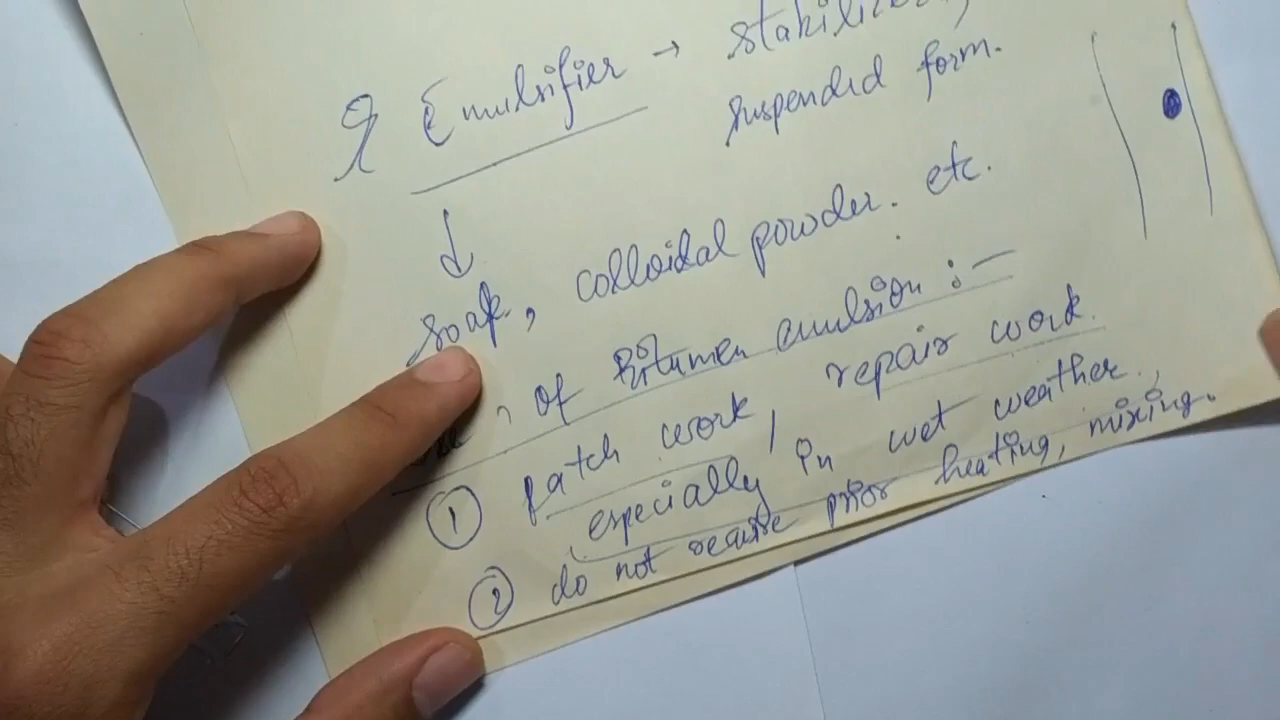 Emulsifier →
suspended form.
↓
Soap, colloidal powder. etc.
of Bitumen emulsion :-
① patch work, repair work.
especially in wet weather.
② do not require prior heating, mixing.